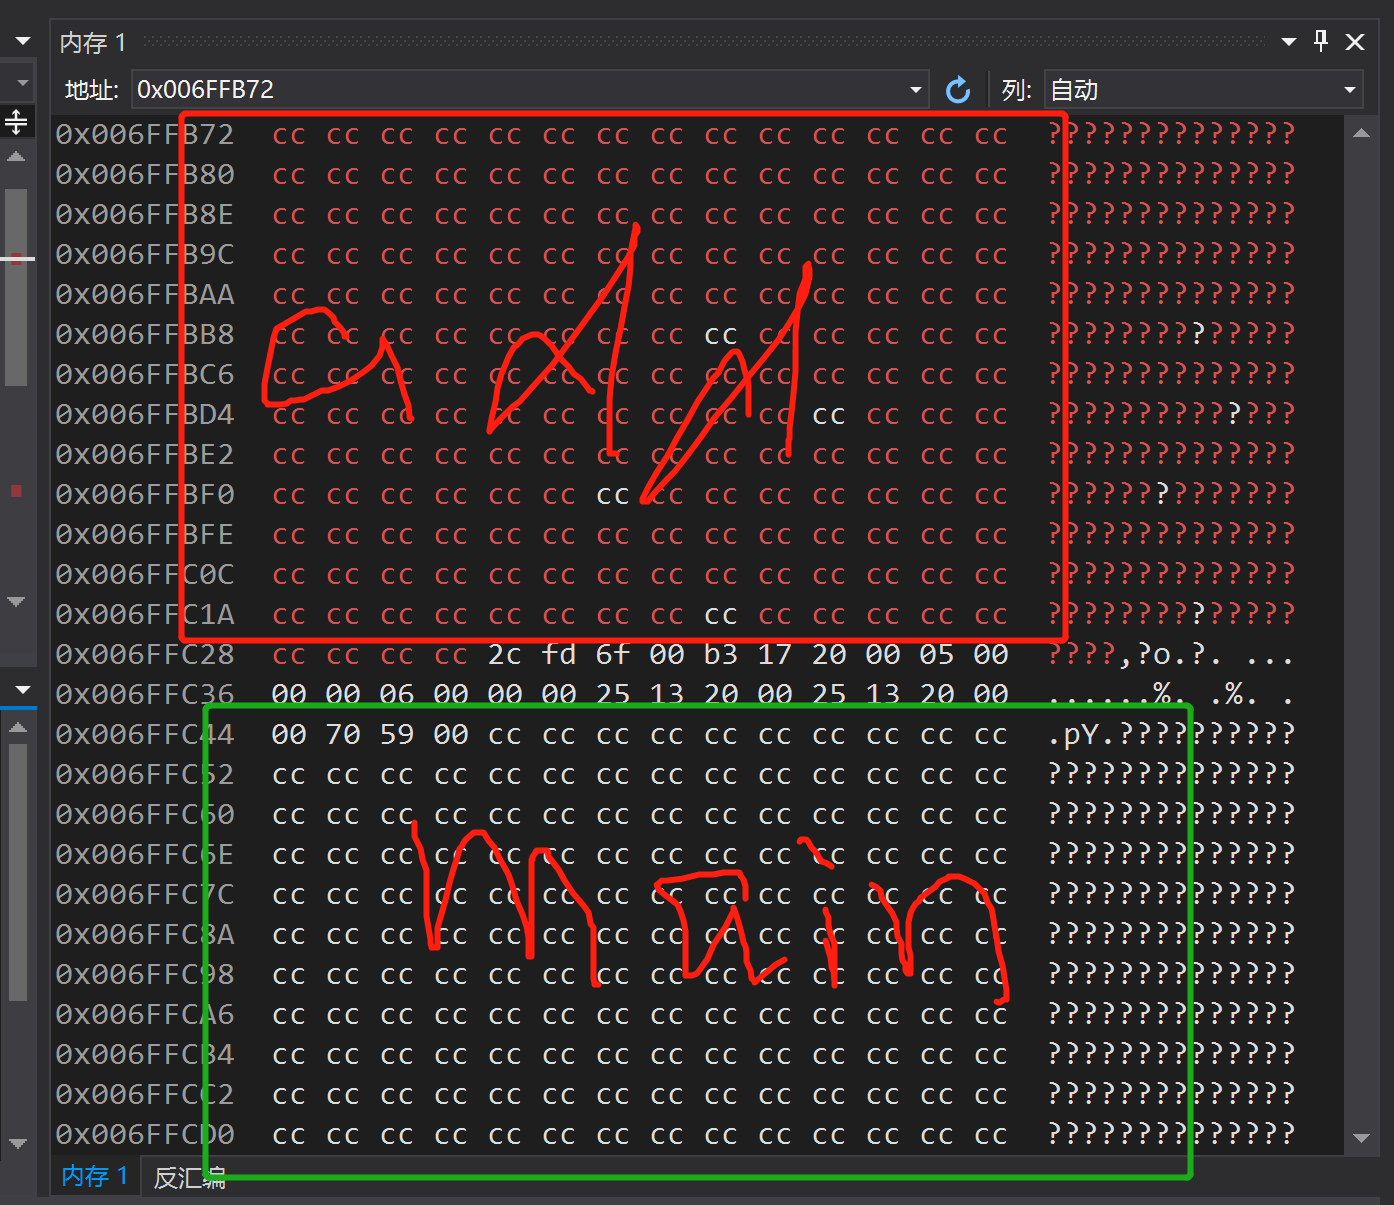 内存 1
地址: 0x006FFB72 列: 自动
0x006FFB72 cc cc cc cc cc cc cc cc cc cc cc cc cc cc ??????????????
0x006FFB80 cc cc cc cc cc cc cc cc cc cc cc cc cc cc ??????????????
0x006FFB8E cc cc cc cc cc cc cc cc cc cc cc cc cc cc ??????????????
0x006FFB9C cc cc cc cc cc cc cc cc cc cc cc cc cc cc ??????????????
0x006FFBAA cc cc cc cc cc cc cc cc cc cc cc cc cc cc ??????????????
0x006FFBB8 cc cc cc cc cc cc cc cc cc cc cc cc cc cc ??????????????
0x006FFBC6 cc cc cc cc cc cc cc cc cc cc cc cc cc cc ??????????????
add
0x006FFBD4 cc cc cc cc cc cc cc cc cc cc cc cc cc cc ??????????????
0x006FFBE2 cc cc cc cc cc cc cc cc cc cc cc cc cc cc ??????????????
0x006FFBF0 cc cc cc cc cc cc cc cc cc cc cc cc cc cc ??????????????
0x006FFBFE cc cc cc cc cc cc cc cc cc cc cc cc cc cc ??????????????
0x006FFC0C cc cc cc cc cc cc cc cc cc cc cc cc cc cc ??????????????
0x006FFC1A cc cc cc cc cc cc cc cc cc cc cc cc cc cc ??????????????
0x006FFC28 cc cc cc cc 2c fd 6f 00 b3 17 20 00 05 00 ????,?o.?. ...
0x006FFC36 00 00 06 00 00 00 25 13 20 00 25 13 20 00 ......%. .%. .
0x006FFC44 00 70 59 00 cc cc cc cc cc cc cc cc cc cc .pY.??????????
0x006FFC52 cc cc cc cc cc cc cc cc cc cc cc cc cc cc ??????????????
0x006FFC60 cc cc cc cc cc cc cc cc cc cc cc cc cc cc ??????????????
0x006FFC6E cc cc cc cc cc cc cc cc cc cc cc cc cc cc ??????????????
0x006FFC7C cc cc cc cc cc cc cc cc cc cc cc cc cc cc ??????????????
main
0x006FFC8A cc cc cc cc cc cc cc cc cc cc cc cc cc cc ??????????????
0x006FFC98 cc cc cc cc cc cc cc cc cc cc cc cc cc cc ??????????????
0x006FFCA6 cc cc cc cc cc cc cc cc cc cc cc cc cc cc ??????????????
0x006FFCB4 cc cc cc cc cc cc cc cc cc cc cc cc cc cc ??????????????
0x006FFCC2 cc cc cc cc cc cc cc cc cc cc cc cc cc cc ??????????????
0x006FFCD0 cc cc cc cc cc cc cc cc cc cc cc cc cc cc ??????????????
内存 1 反汇编